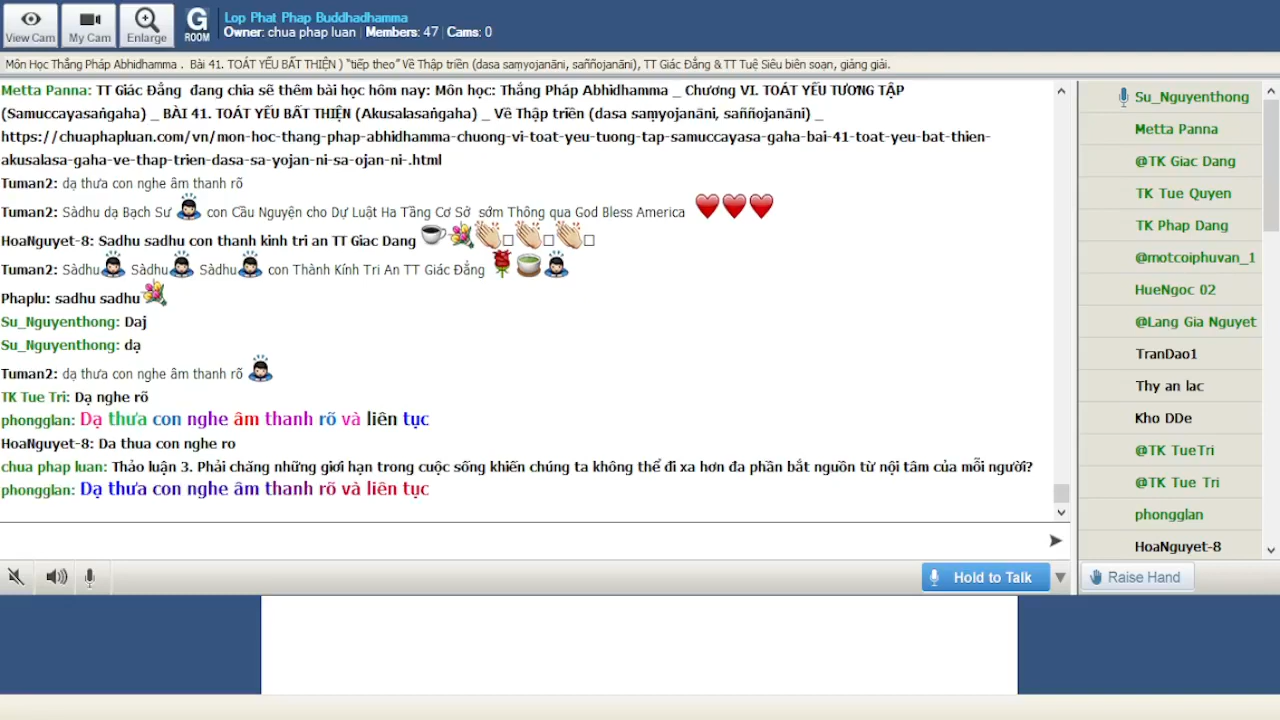 View Cam
My Cam
Enlarge
G
ROOM
Lop Phat Phap Buddhadhamma
Owner: chua phap luan | Members: 47 | Cams: 0
Môn Học Thắng Pháp Abhidhamma . Bài 41. TOÁT YẾU BẤT THIỆN ) “tiếp theo” Về Thập triền (dasa saṃyojanāni, saññojanāni), TT Giác Đẳng & TT Tuệ Siêu biên soạn, giảng giải.
Metta Panna: TT Giác Đẳng đang chia sẽ thêm bài học hôm nay: Môn học: Thắng Pháp Abhidhamma _ Chương VI. TOÁT YẾU TƯƠNG TẬP
(Samuccayasaṅgaha) _ BÀI 41. TOÁT YẾU BẤT THIỆN (Akusalasaṅgaha) _ Về Thập triền (dasa saṃyojanāni, saññojanāni) _
https://chuaphapluan.com/vn/mon-hoc-thang-phap-abhidhamma-chuong-vi-toat-yeu-tuong-tap-samuccayasa-gaha-bai-41-toat-yeu-bat-thien-
akusalasa-gaha-ve-thap-trien-dasa-sa-yojan-ni-sa-ojan-ni-.html
Tuman2: dạ thưa con nghe âm thanh rõ
Tuman2: Sàdhu dạ Bạch Sư con Cầu Nguyện cho Dự Luật Hạ Tầng Cơ Sở sớm Thông qua God Bless America
HoaNguyet-8: Sadhu sadhu con thanh kinh tri an TT Giac Dang
Tuman2: Sàdhu Sàdhu Sàdhu con Thành Kính Tri Ân TT Giác Đẳng
Phaplu: sadhu sadhu
Su_Nguyenthong: Daj
Su_Nguyenthong: dạ
Tuman2: dạ thưa con nghe âm thanh rõ
TK Tue Tri: Dạ nghe rõ
phongglan: Dạ thưa con nghe âm thanh rõ và liên tục
HoaNguyet-8: Da thua con nghe ro
chua phap luan: Thảo luận 3. Phải chăng những giới hạn trong cuộc sống khiến chúng ta không thể đi xa hơn đa phần bắt nguồn từ nội tâm của mỗi người?
phongglan: Dạ thưa con nghe âm thanh rõ và liên tục
Hold to Talk
Su_Nguyenthong
Metta Panna
@TK Giac Dang
TK Tue Quyen
TK Phap Dang
@motcoiphuvan_1
HueNgoc 02
@Lang Gia Nguyet
TranDao1
Thy an lac
Kho DDe
@TK TueTri
@TK Tue Tri
phongglan
HoaNguyet-8
Raise Hand